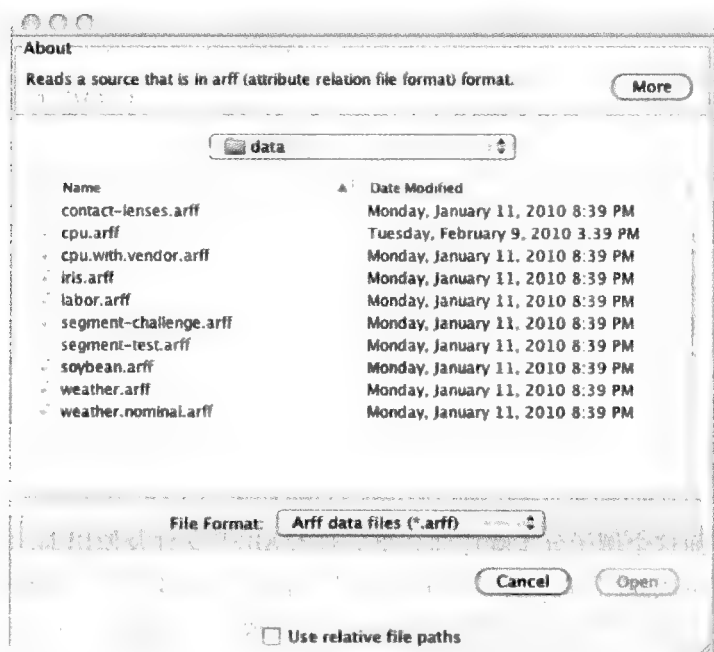 About
Reads a source that is in arff (attribute relation file format) format.
More
data
Name Date Modified
contact-lenses.arff Monday, January 11, 2010 8:39 PM
cpu.arff Tuesday, February 9, 2010 3:39 PM
cpu.with.vendor.arff Monday, January 11, 2010 8:39 PM
iris.arff Monday, January 11, 2010 8:39 PM
labor.arff Monday, January 11, 2010 8:39 PM
segment-challenge.arff Monday, January 11, 2010 8:39 PM
segment-test.arff Monday, January 11, 2010 8:39 PM
soybean.arff Monday, January 11, 2010 8:39 PM
weather.arff Monday, January 11, 2010 8:39 PM
weather.nominal.arff Monday, January 11, 2010 8:39 PM
File Format: Arff data files (*.arff)
Cancel Open
Use relative file paths